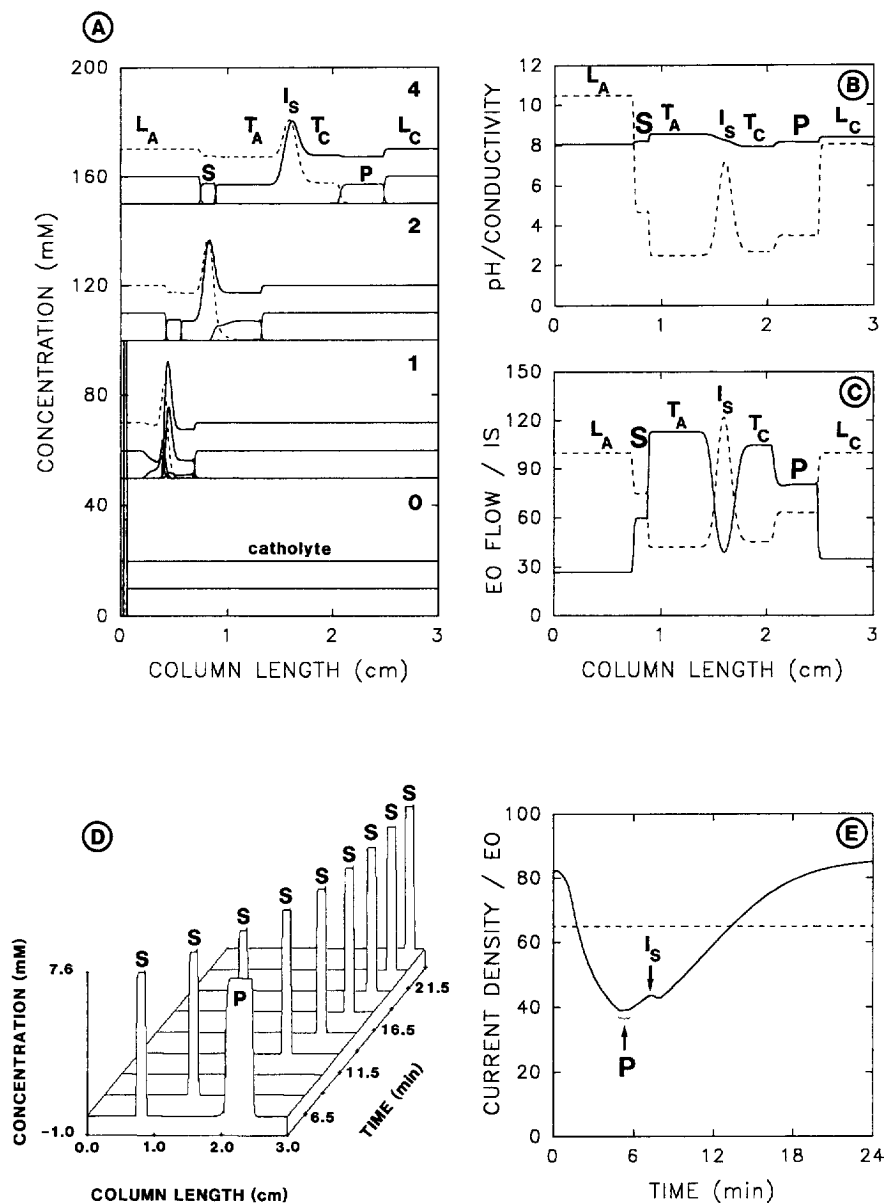 A
200
160
120
80
40
0
CONCENTRATION (mM)
4
L_A
T_A
I_S
T_C
L_C
S
P
2
1
0
catholyte
0
1
2
3
COLUMN LENGTH (cm)
B
12
10
8
6
4
2
0
pH/CONDUCTIVITY
L_A
S
T_A
I_S
T_C
P
L_C
0
1
2
3
C
150
120
90
60
30
0
EO FLOW / IS
L_A
S
T_A
I_S
T_C
P
L_C
0
1
2
3
COLUMN LENGTH (cm)
D
CONCENTRATION (mM)
7.6
-1.0
S
S
S
S
S
S
S
S
S
P
0.0
1.0
2.0
3.0
COLUMN LENGTH (cm)
6.5
11.5
16.5
21.5
TIME (min)
E
100
80
60
40
20
0
CURRENT DENSITY / EO
I_S
P
0
6
12
18
24
TIME (min)